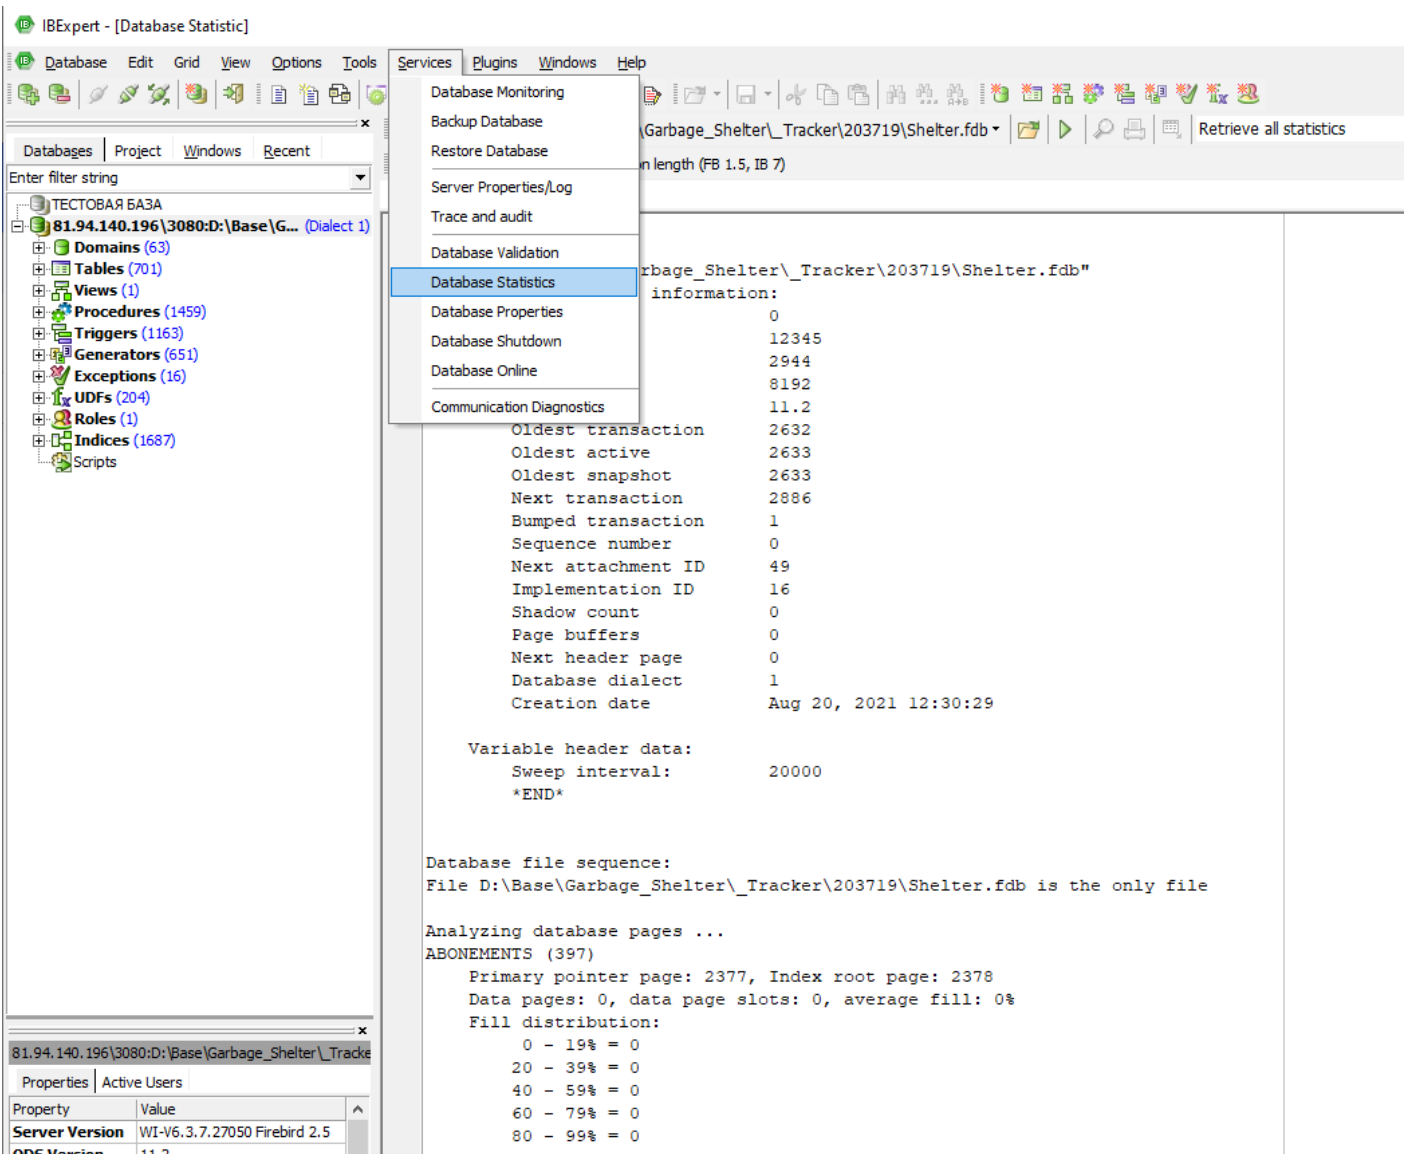 IBExpert - [Database Statistic]
Database Edit Grid View Options Tools Services Plugins Windows Help
Database Monitoring
Backup Database
Restore Database
Server Properties/Log
Trace and audit
Database Validation
Database Statistics
Database Properties
Database Shutdown
Database Online
Communication Diagnostics
\Garbage_Shelter\_Tracker\203719\Shelter.fdb
Retrieve all statistics
n length (FB 1.5, IB 7)
Databases Project Windows Recent
Enter filter string
ТЕСТОВАЯ БАЗА
81.94.140.196\3080:D:\Base\G... (Dialect 1)
Domains (63)
Tables (701)
Views (1)
Procedures (1459)
Triggers (1163)
Generators (651)
Exceptions (16)
UDFs (204)
Roles (1)
Indices (1687)
Scripts
rbage_Shelter\_Tracker\203719\Shelter.fdb"
information:
0
12345
2944
8192
11.2
Oldest transaction 2632
Oldest active 2633
Oldest snapshot 2633
Next transaction 2886
Bumped transaction 1
Sequence number 0
Next attachment ID 49
Implementation ID 16
Shadow count 0
Page buffers 0
Next header page 0
Database dialect 1
Creation date Aug 20, 2021 12:30:29
Variable header data:
Sweep interval: 20000
*END*
Database file sequence:
File D:\Base\Garbage_Shelter\_Tracker\203719\Shelter.fdb is the only file
Analyzing database pages ...
ABONEMENTS (397)
Primary pointer page: 2377, Index root page: 2378
Data pages: 0, data page slots: 0, average fill: 0%
Fill distribution:
0 - 19% = 0
20 - 39% = 0
40 - 59% = 0
60 - 79% = 0
80 - 99% = 0
81.94.140.196\3080:D:\Base\Garbage_Shelter\_Tracke
Properties Active Users
Property Value
Server Version WI-V6.3.7.27050 Firebird 2.5
ODS Version 11.2